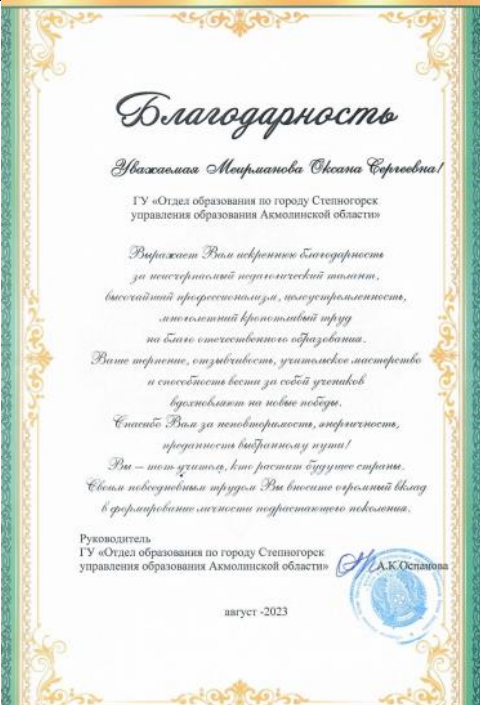 Благодарность
Уважаемая Меирманова Оксана Сергеевна!
ГУ «Отдел образования по городу Степногорск
управления образования Акмолинской области»
Выражает Вам искреннюю благодарность
за неисчерпаемый педагогический талант,
высочайший профессионализм, целеустремленность,
многолетний кропотливый труд
на благо отечественного образования.
Ваше терпение, отзывчивость, учительское мастерство
и способность вести за собой учеников
вдохновляют на новые победы.
Спасибо Вам за неповторимость, энергичность,
преданность выбранному пути!
Вы – тот учитель, кто растит будущее страны.
Своим повседневным трудом Вы вносите огромный вклад
в формирование личности подрастающего поколения.
Руководитель
ГУ «Отдел образования по городу Степногорск
управления образования Акмолинской области»
А.К.Оспанова
август -2023